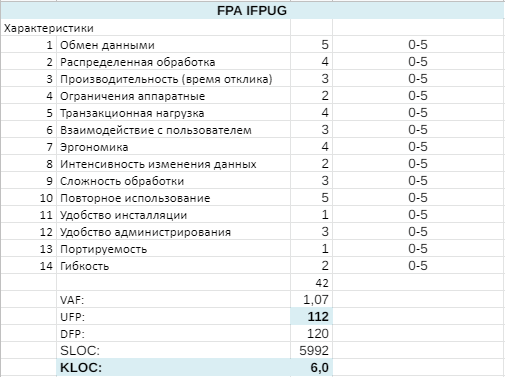 FPA IFPUG
Характеристики
1 Обмен данными 5 0-5
2 Распределенная обработка 4 0-5
3 Производительность (время отклика) 3 0-5
4 Ограничения аппаратные 2 0-5
5 Транзакционная нагрузка 4 0-5
6 Взаимодействие с пользователем 3 0-5
7 Эргономика 4 0-5
8 Интенсивность изменения данных 2 0-5
9 Сложность обработки 3 0-5
10 Повторное использование 5 0-5
11 Удобство инсталляции 1 0-5
12 Удобство администрирования 3 0-5
13 Портируемость 1 0-5
14 Гибкость 2 0-5
42
VAF: 1,07
UFP: 112
DFP: 120
SLOC: 5992
KLOC: 6,0